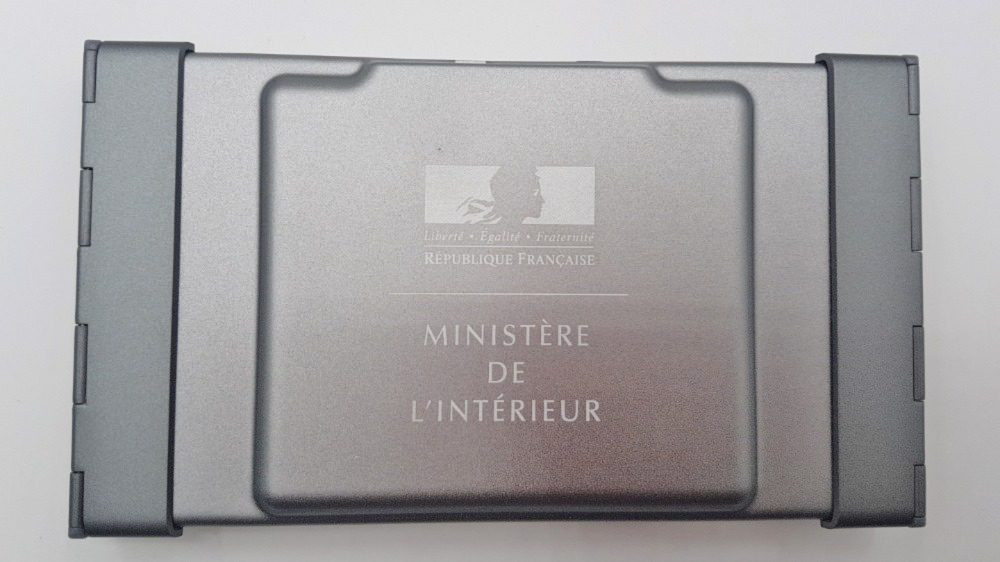 Liberté • Égalité • Fraternité
RÉPUBLIQUE FRANÇAISE
MINISTÈRE
DE
L'INTÉRIEUR